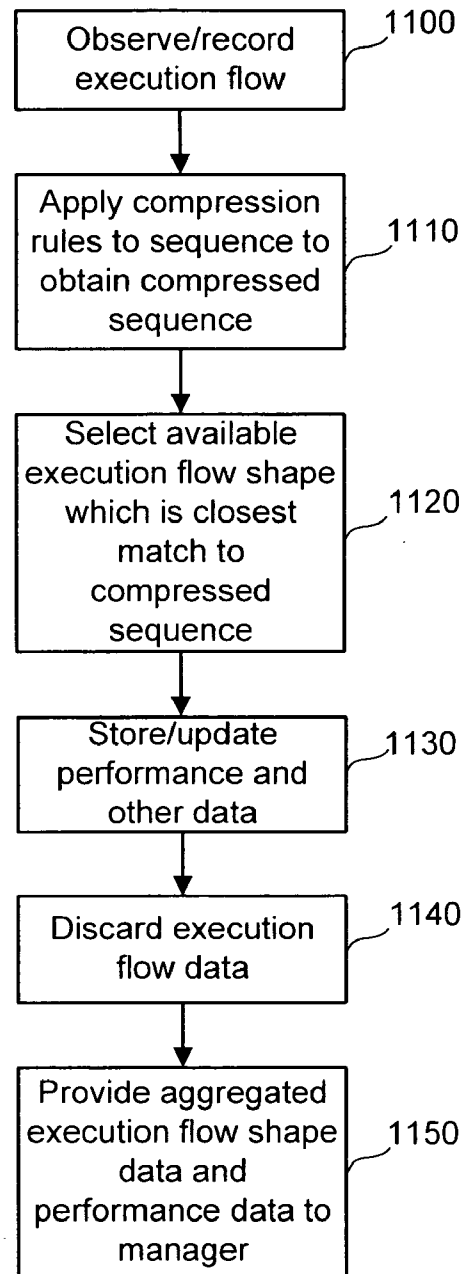 Observe/record
execution flow
1100
Apply compression
rules to sequence to
obtain compressed
sequence
1110
Select available
execution flow shape
which is closest
match to
compressed
sequence
1120
Store/update
performance and
other data
1130
Discard execution
flow data
1140
Provide aggregated
execution flow shape
data and
performance data to
manager
1150